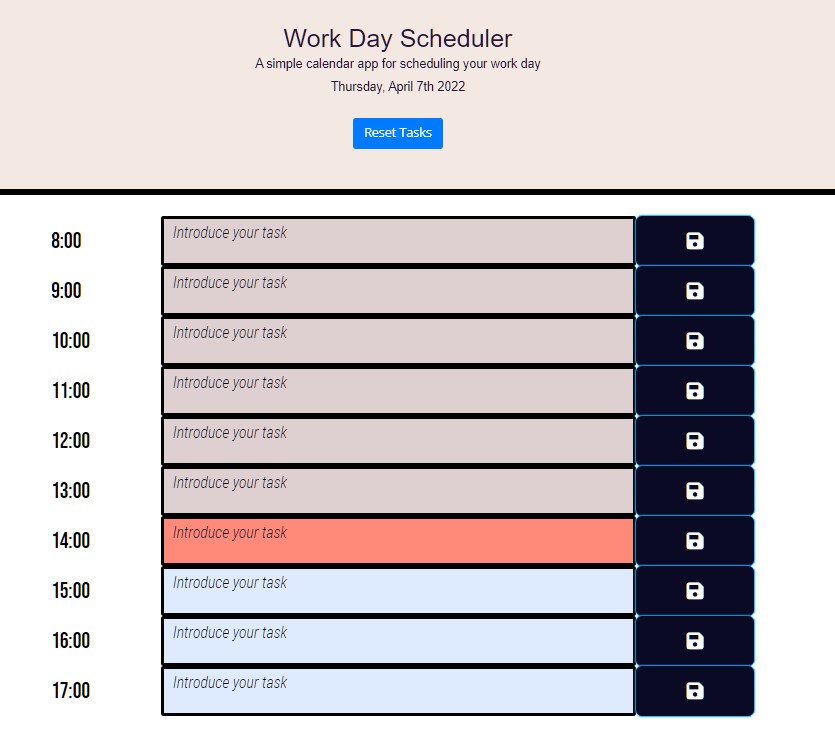 Work Day Scheduler
A simple calendar app for scheduling your work day
Thursday, April 7th 2022
Reset Tasks
8:00 Introduce your task
9:00 Introduce your task
10:00 Introduce your task
11:00 Introduce your task
12:00 Introduce your task
13:00 Introduce your task
14:00 Introduce your task
15:00 Introduce your task
16:00 Introduce your task
17:00 Introduce your task